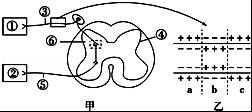 ③
①
⑥
④
②
⑤
甲
+ + + + + + + + +
+ + +
a b c
+ + +
+ + + + + + + + +
乙